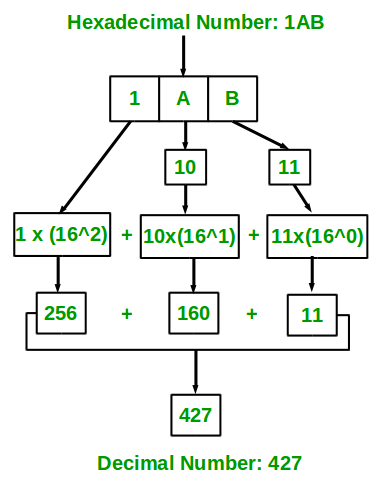 Hexadecimal Number: 1AB
1 A B
10 11
1 x (16^2) + 10x(16^1) + 11x(16^0)
256 + 160 + 11
427
Decimal Number: 427